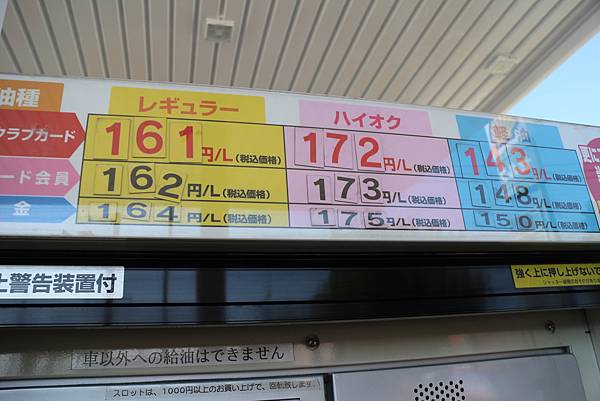 油種 レギュラー ハイオク 軽油
クラブカード 161円/L(税込価格) 172円/L(税込価格) 143円/L(税込価格)
ード会員 162円/L(税込価格) 173円/L(税込価格) 148円/L(税込価格)
金 164円/L(税込価格) 175円/L(税込価格) 150円/L(税込価格)
止警告装置付
強く上に押し上げないで
車以外への給油はできません
スロットは、1000円以上のお買い上げで、回転致します。